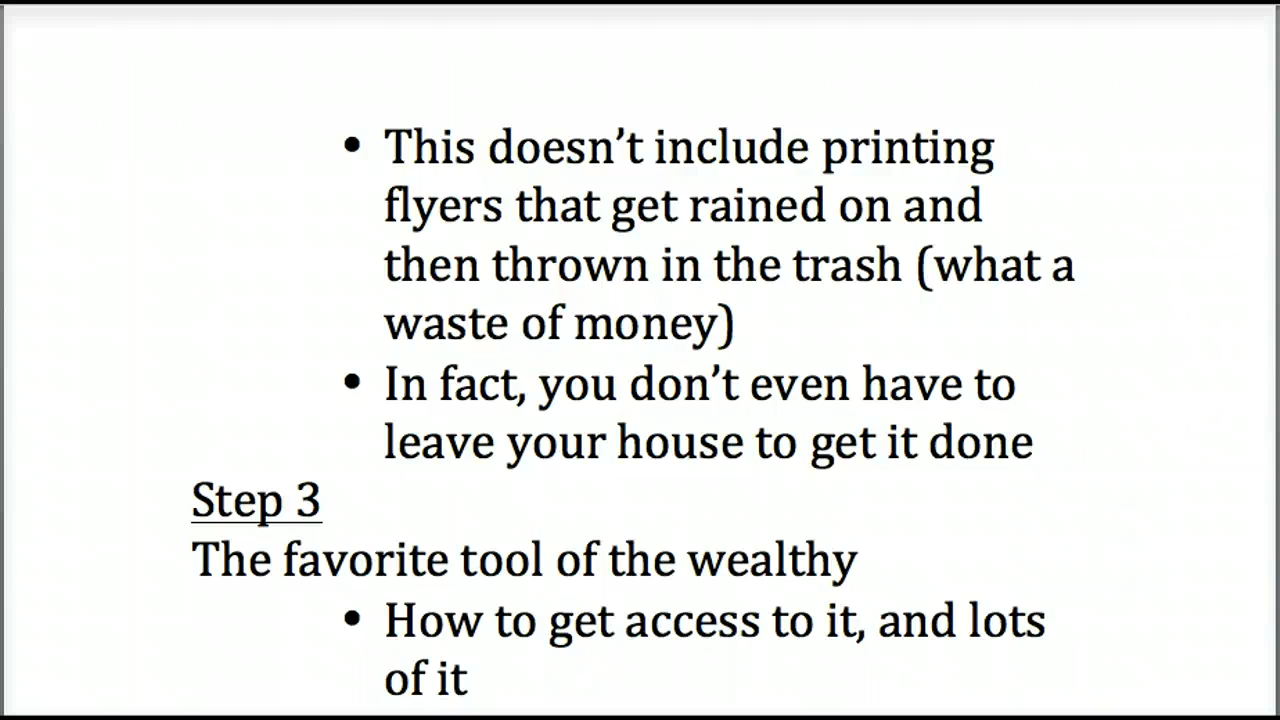 • This doesn’t include printing
flyers that get rained on and
then thrown in the trash (what a
waste of money)
• In fact, you don’t even have to
leave your house to get it done
Step 3
The favorite tool of the wealthy
• How to get access to it, and lots
of it